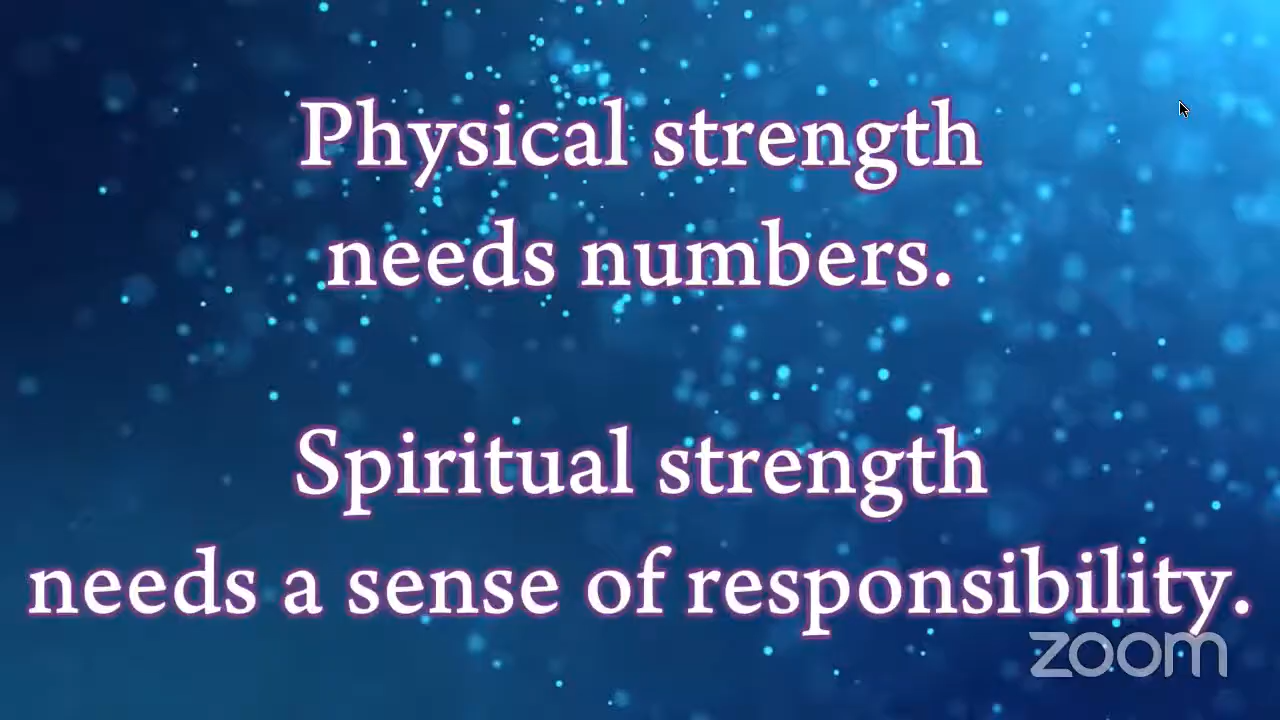 Physical strength
needs numbers.
Spiritual strength
needs a sense of responsibility.
zoom